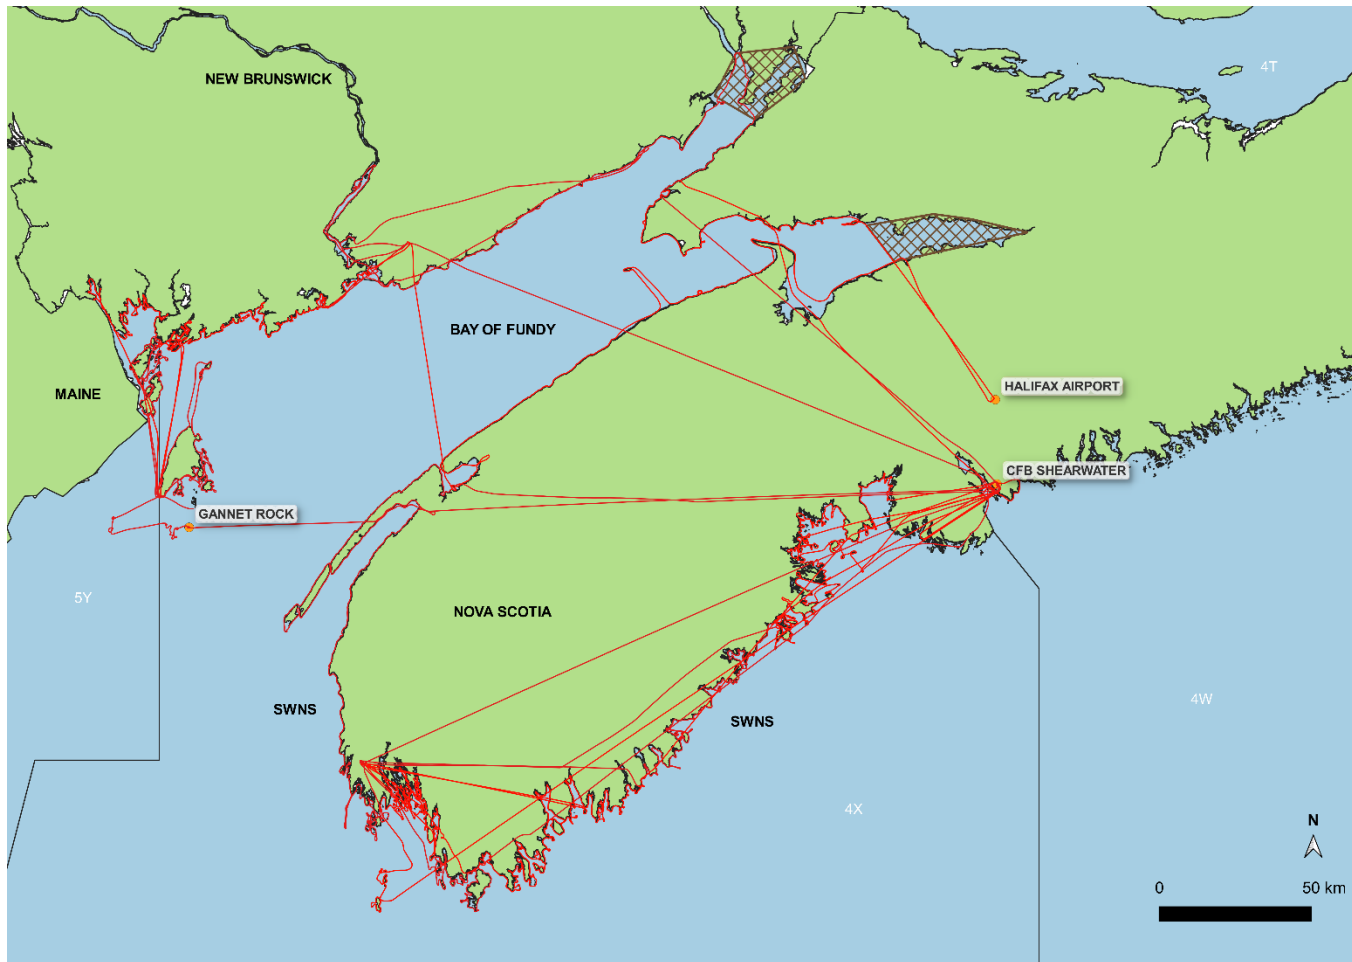 4T
NEW BRUNSWICK
BAY OF FUNDY
HALIFAX AIRPORT
MAINE
CFB SHEARWATER
GANNET ROCK
5Y
NOVA SCOTIA
4W
SWNS
SWNS
4X
N
0 50 km